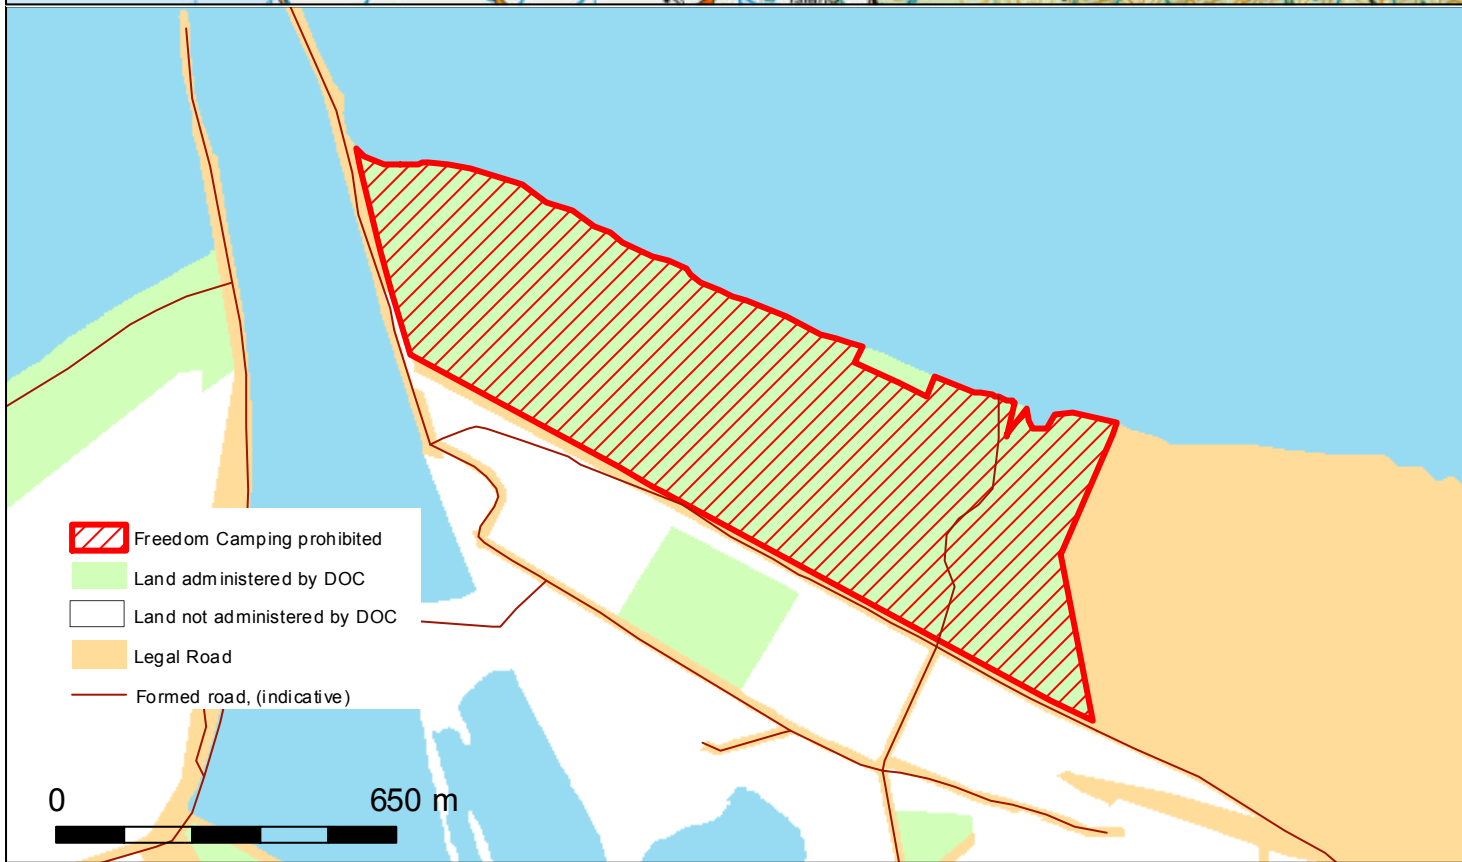 Freedom Camping prohibited
Land administered by DOC
Land not administered by DOC
Legal Road
Formed road, (indicative)
0 650 m